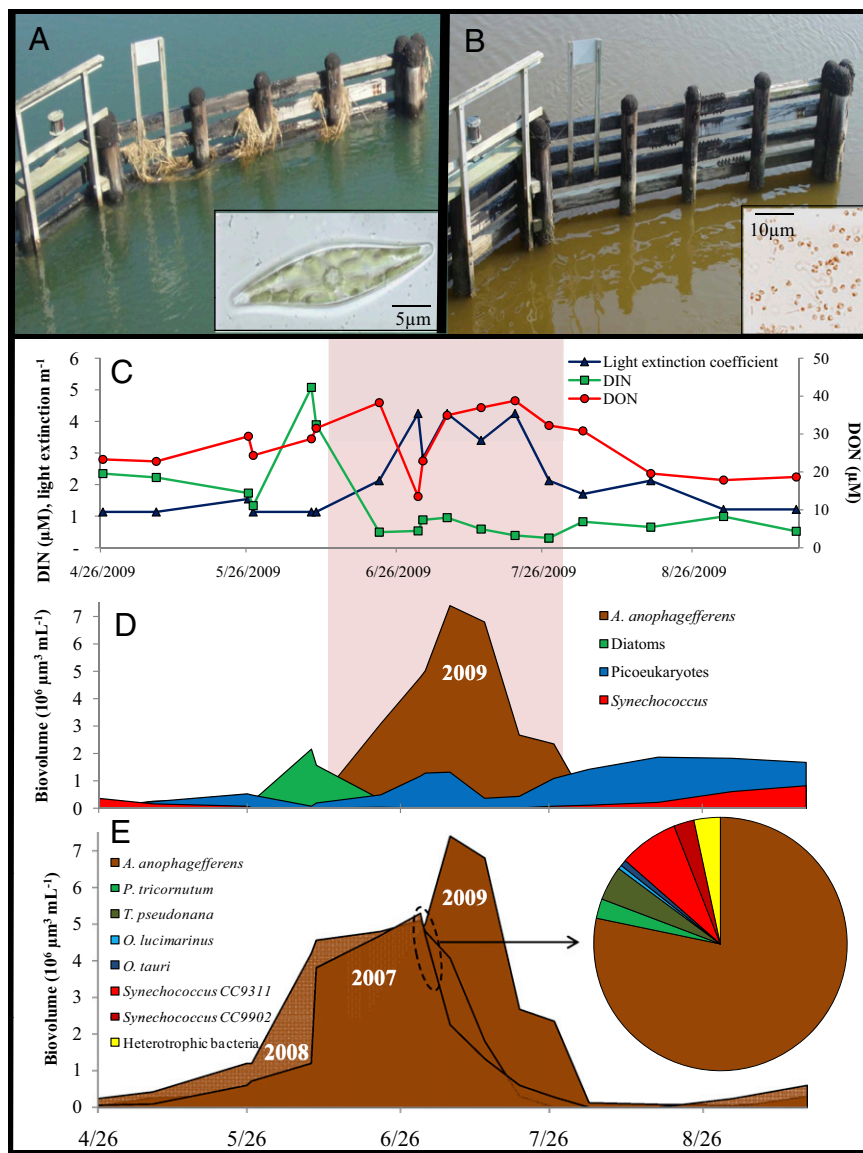 A
B
5µm
10µm
C
Light extinction coefficient
DIN
DON
DIN (µM), light extinction m⁻¹
6
5
4
3
2
1
-
50
40
30
20
10
0
DON (µM)
4/26/2009
5/26/2009
6/26/2009
7/26/2009
8/26/2009
D
Biovolume (10⁶ µm³ mL⁻¹)
7
6
5
4
3
2
1
0
A. anophagefferens
Diatoms
Picoeukaryotes
Synechococcus
2009
E
Biovolume (10⁶ µm³ mL⁻¹)
7
6
5
4
3
2
1
0
A. anophagefferens
P. tricornutum
T. pseudonana
O. lucimarinus
O. tauri
Synechococcus CC9311
Synechococcus CC9902
Heterotrophic bacteria
2009
2007
2008
4/26
5/26
6/26
7/26
8/26